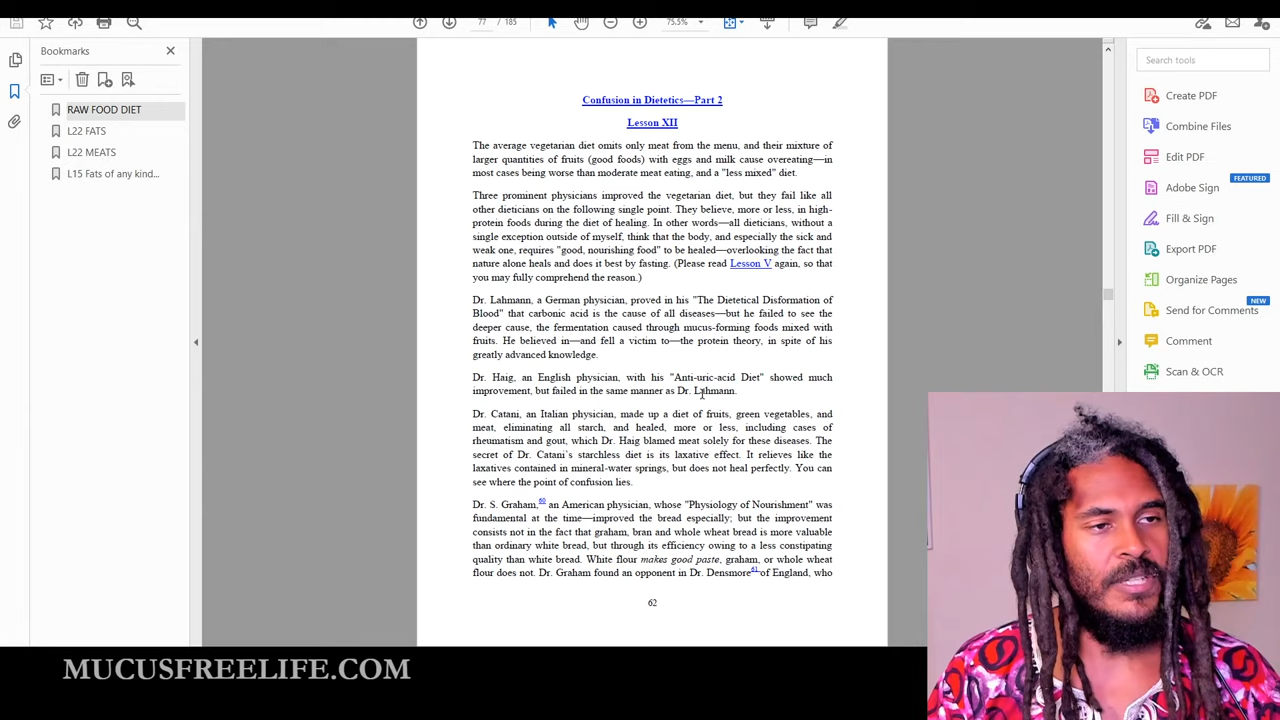 77 / 185
75.5%
Bookmarks
RAW FOOD DIET
L22 FATS
L22 MEATS
L15 Fats of any kind...
Confusion in Dietetics—Part 2
Lesson XII
The average vegetarian diet omits only meat from the menu, and their mixture of
larger quantities of fruits (good foods) with eggs and milk cause overeating—in
most cases being worse than moderate meat eating, and a "less mixed" diet.
Three prominent physicians improved the vegetarian diet, but they fail like all
other dieticians on the following single point. They believe, more or less, in high-
protein foods during the diet of healing. In other words—all dieticians, without a
single exception outside of myself, think that the body, and especially the sick and
weak one, requires "good, nourishing food" to be healed—overlooking the fact that
nature alone heals and does it best by fasting. (Please read Lesson V again, so that
you may fully comprehend the reason.)
Dr. Lahmann, a German physician, proved in his "The Dietetical Disformation of
Blood" that carbonic acid is the cause of all diseases—but he failed to see the
deeper cause, the fermentation caused through mucus-forming foods mixed with
fruits. He believed in—and fell a victim to—the protein theory, in spite of his
greatly advanced knowledge.
Dr. Haig, an English physician, with his "Anti-uric-acid Diet" showed much
improvement, but failed in the same manner as Dr. Lahmann.
Dr. Catani, an Italian physician, made up a diet of fruits, green vegetables, and
meat, eliminating all starch, and healed, more or less, including cases of
rheumatism and gout, which Dr. Haig blamed meat solely for these diseases. The
secret of Dr. Catani's starchless diet is its laxative effect. It relieves like the
laxatives contained in mineral-water springs, but does not heal perfectly. You can
see where the point of confusion lies.
Dr. S. Graham,60 an American physician, whose "Physiology of Nourishment" was
fundamental at the time—improved the bread especially; but the improvement
consists not in the fact that graham, bran and whole wheat bread is more valuable
than ordinary white bread, but through its efficiency owing to a less constipating
quality than white bread. White flour makes good paste, graham, or whole wheat
flour does not. Dr. Graham found an opponent in Dr. Densmore61 of England, who
62
Search tools
Create PDF
Combine Files
Edit PDF
FEATURED
Adobe Sign
Fill & Sign
Export PDF
Organize Pages
NEW
Send for Comments
Comment
Scan & OCR
MUCUSFREELIFE.COM